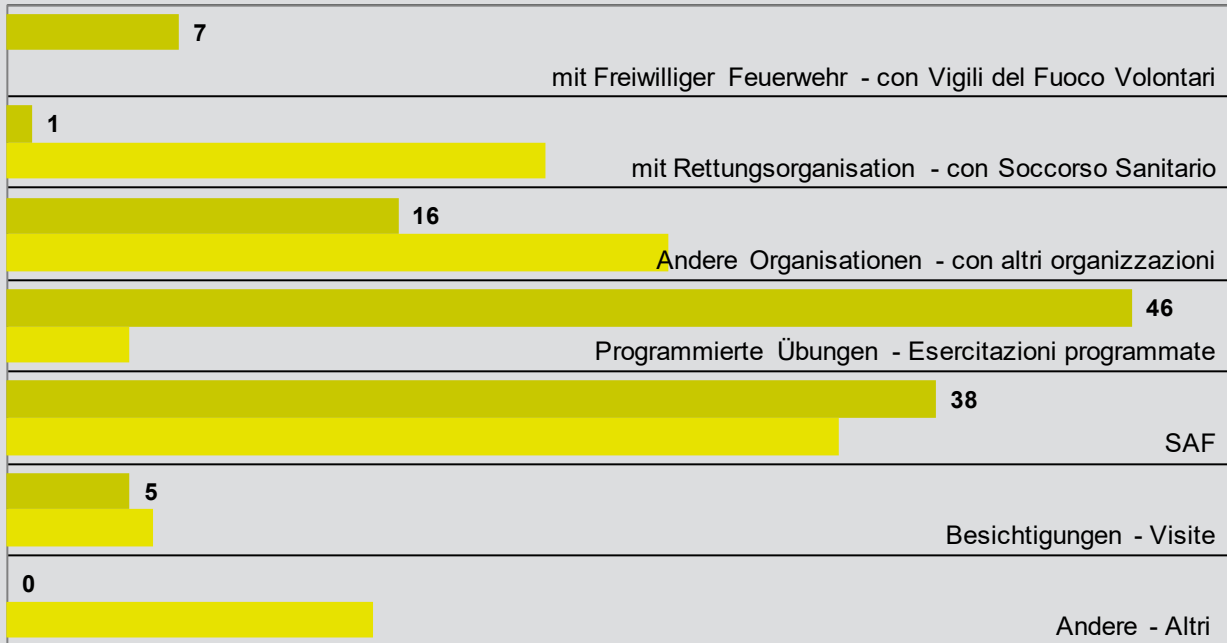 7
mit Freiwilliger Feuerwehr - con Vigili del Fuoco Volontari
1
mit Rettungsorganisation - con Soccorso Sanitario
16
Andere Organisationen - con altri organizzazioni
46
Programmierte Übungen - Esercitazioni programmate
38
SAF
5
Besichtigungen - Visite
0
Andere - Altri